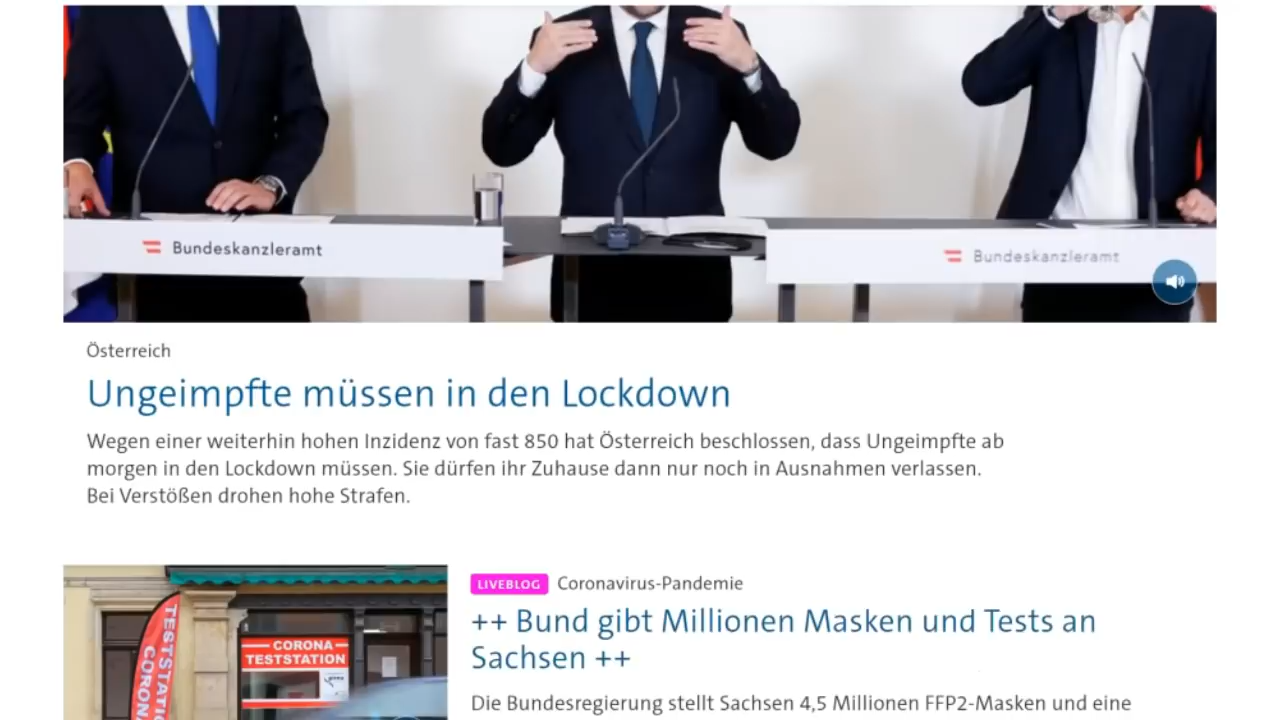 Bundeskanzleramt
Bundeskanzleramt
Österreich
Ungeimpfte müssen in den Lockdown
Wegen einer weiterhin hohen Inzidenz von fast 850 hat Österreich beschlossen, dass Ungeimpfte ab
morgen in den Lockdown müssen. Sie dürfen ihr Zuhause dann nur noch in Ausnahmen verlassen.
Bei Verstößen drohen hohe Strafen.
TESTSTATIO
CORONA
CORONA
TESTSTATION
LIVEBLOG Coronavirus-Pandemie
++ Bund gibt Millionen Masken und Tests an
Sachsen ++
Die Bundesregierung stellt Sachsen 4,5 Millionen FFP2-Masken und eine